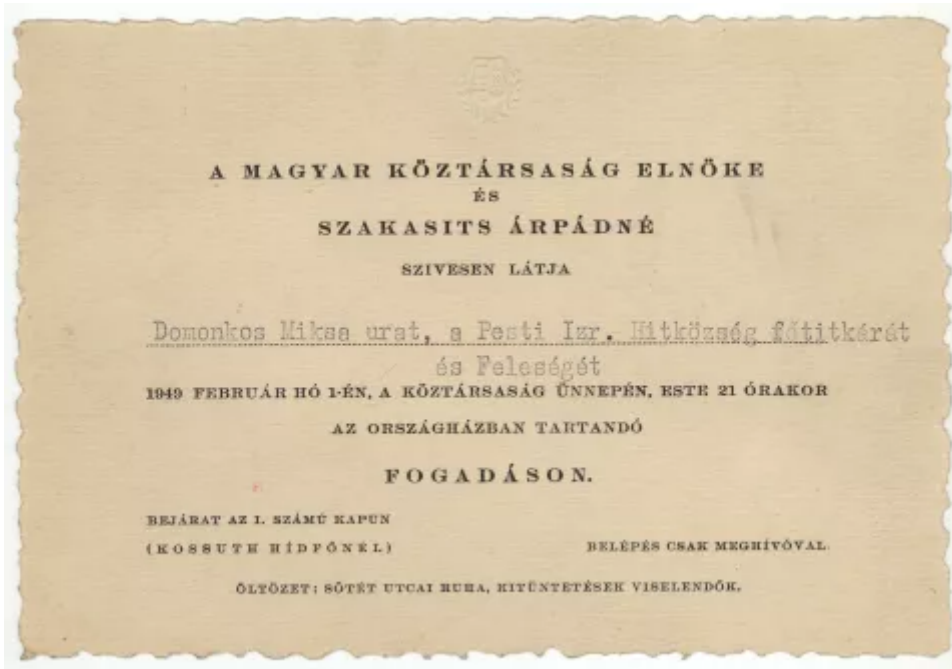 A MAGYAR KÖZTÁRSASÁG ELNÖKE
ÉS
SZAKASITS ÁRPÁDNÉ
SZIVESEN LÁTJA
Domonkos Miksa urat, a Pesti Izr. Hitközség főtitkárát
és Feleségét
1949 FEBRUÁR HÓ 1-ÉN, A KÖZTÁRSASÁG ÜNNEPÉN, ESTE 21 ÓRAKOR
AZ ORSZÁGHÁZBAN TARTANDÓ
FOGADÁSON.
BEJÁRAT AZ I. SZÁMÚ KAPUN
(KOSSUTH HÍDFŐNÉL)
BELÉPÉS CSAK MEGHÍVÓVAL.
ÖLTÖZET: SÖTÉT UTCAI RUHA, KITÜNTETÉSEK VISELENDŐK.